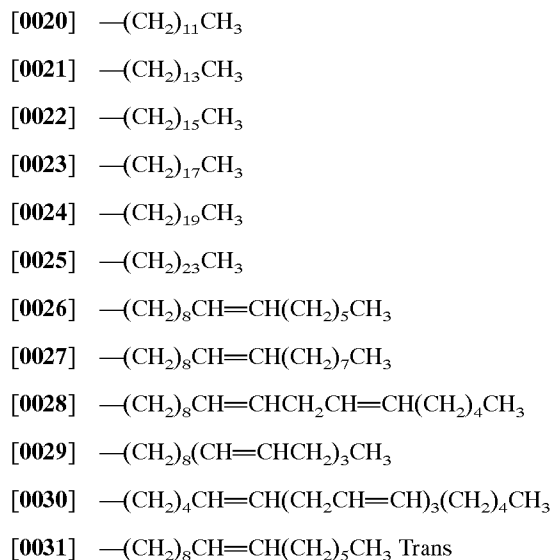 [0020] —(CH₂)₁₁CH₃
[0021] —(CH₂)₁₃CH₃
[0022] —(CH₂)₁₅CH₃
[0023] —(CH₂)₁₇CH₃
[0024] —(CH₂)₁₉CH₃
[0025] —(CH₂)₂₃CH₃
[0026] —(CH₂)₈CH=CH(CH₂)₅CH₃
[0027] —(CH₂)₈CH=CH(CH₂)₇CH₃
[0028] —(CH₂)₈CH=CHCH₂CH=CH(CH₂)₄CH₃
[0029] —(CH₂)₈(CH=CHCH₂)₃CH₃
[0030] —(CH₂)₄CH=CH(CH₂CH=CH)₃(CH₂)₄CH₃
[0031] —(CH₂)₈CH=CH(CH₂)₅CH₃ Trans